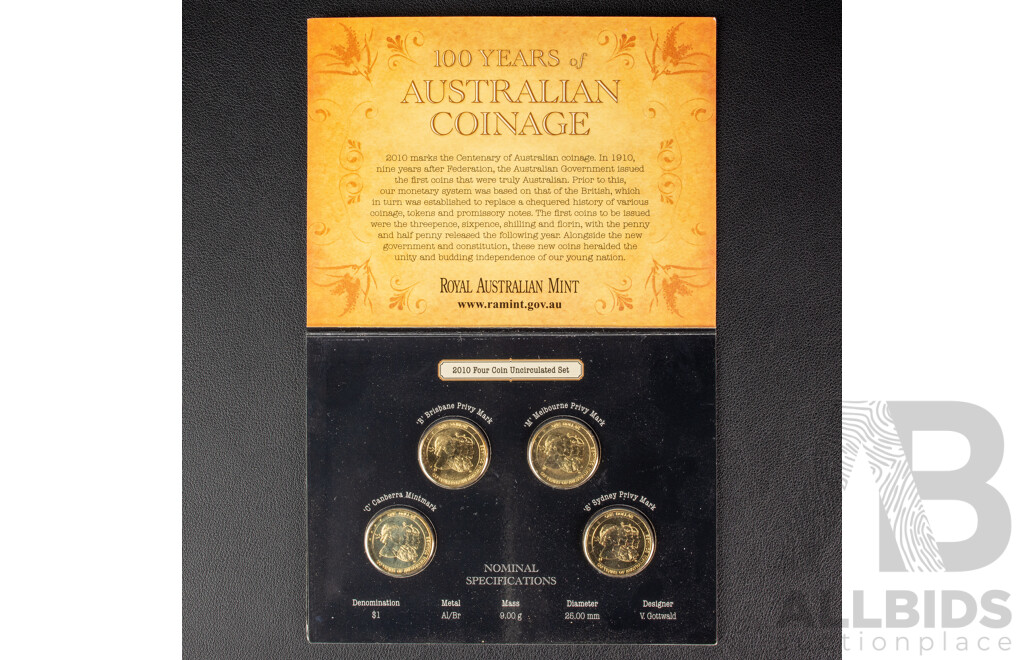 100 YEARS of
AUSTRALIAN
COINAGE
2010 marks the Centenary of Australian coinage. In 1910,
nine years after Federation, the Australian Government issued
the first coins that were truly Australian. Prior to this,
our monetary system was based on that of the British, which
in turn was established to replace a chequered history of various
coinage, tokens and promissory notes. The first coins to be issued
were the threepence, sixpence, shilling and florin, with the penny
and half penny released the following year. Alongside the new
government and constitution, these new coins heralded the
unity and budding independence of our young nation.
ROYAL AUSTRALIAN MINT
www.ramint.gov.au
2010 Four Coin Uncirculated Set
'B' Brisbane Privy Mark
'M' Melbourne Privy Mark
'C' Canberra Mintmark
'S' Sydney Privy Mark
NOMINAL
SPECIFICATIONS
Denomination Metal Mass Diameter Designer
$1 Al/Br 9.00 g 25.00 mm V. Gottwald
AB
ALLBIDS
auctionplace